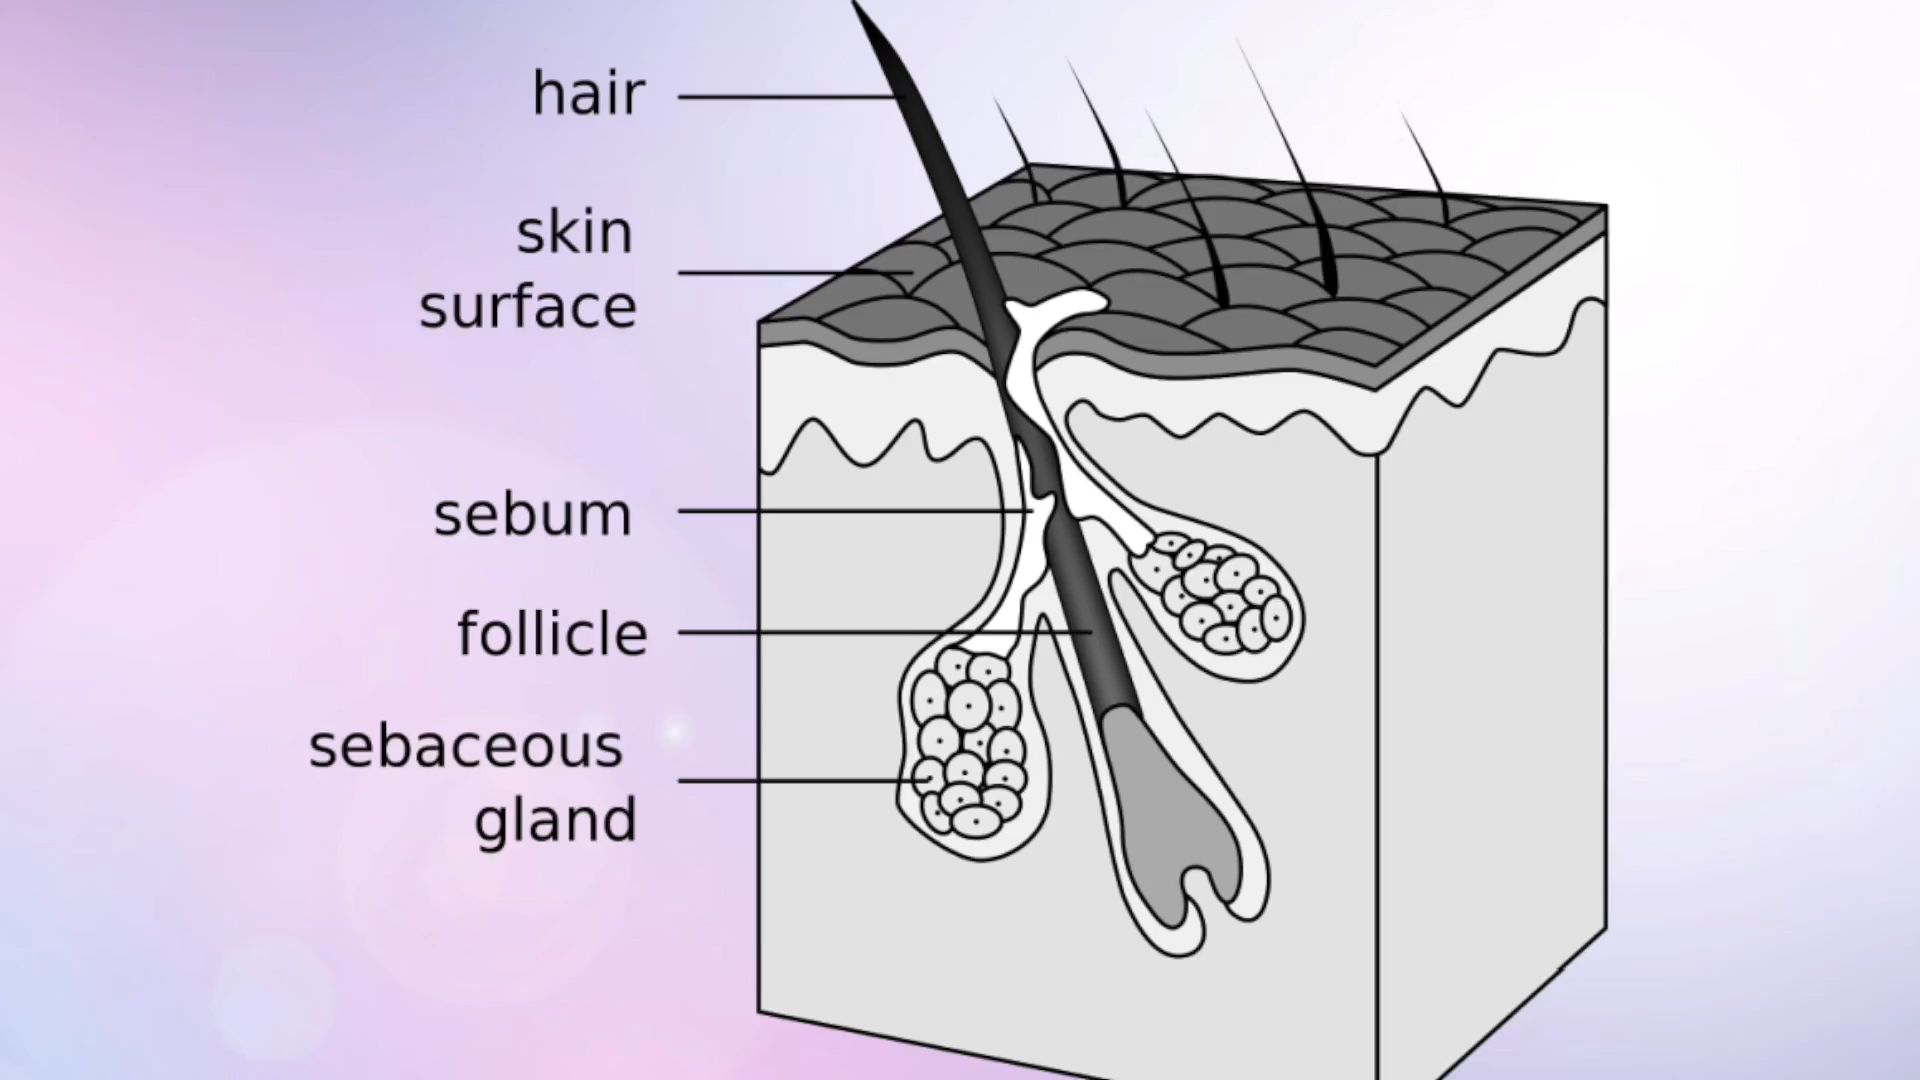 hair
skin
surface
sebum
follicle
sebaceous
gland